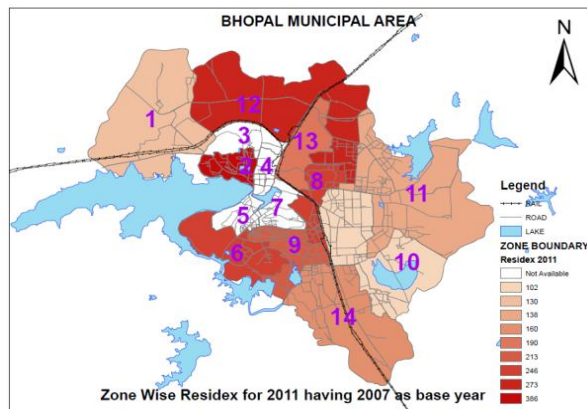 BHOPAL MUNICIPAL AREA
N
12
1
3
13
2
4
8
11
5
7
6
9
10
14
Legend
RAIL
ROAD
LAKE
ZONE BOUNDARY
Residex 2011
Not Available
102
130
138
160
190
213
246
273
386
Zone Wise Residex for 2011 having 2007 as base year